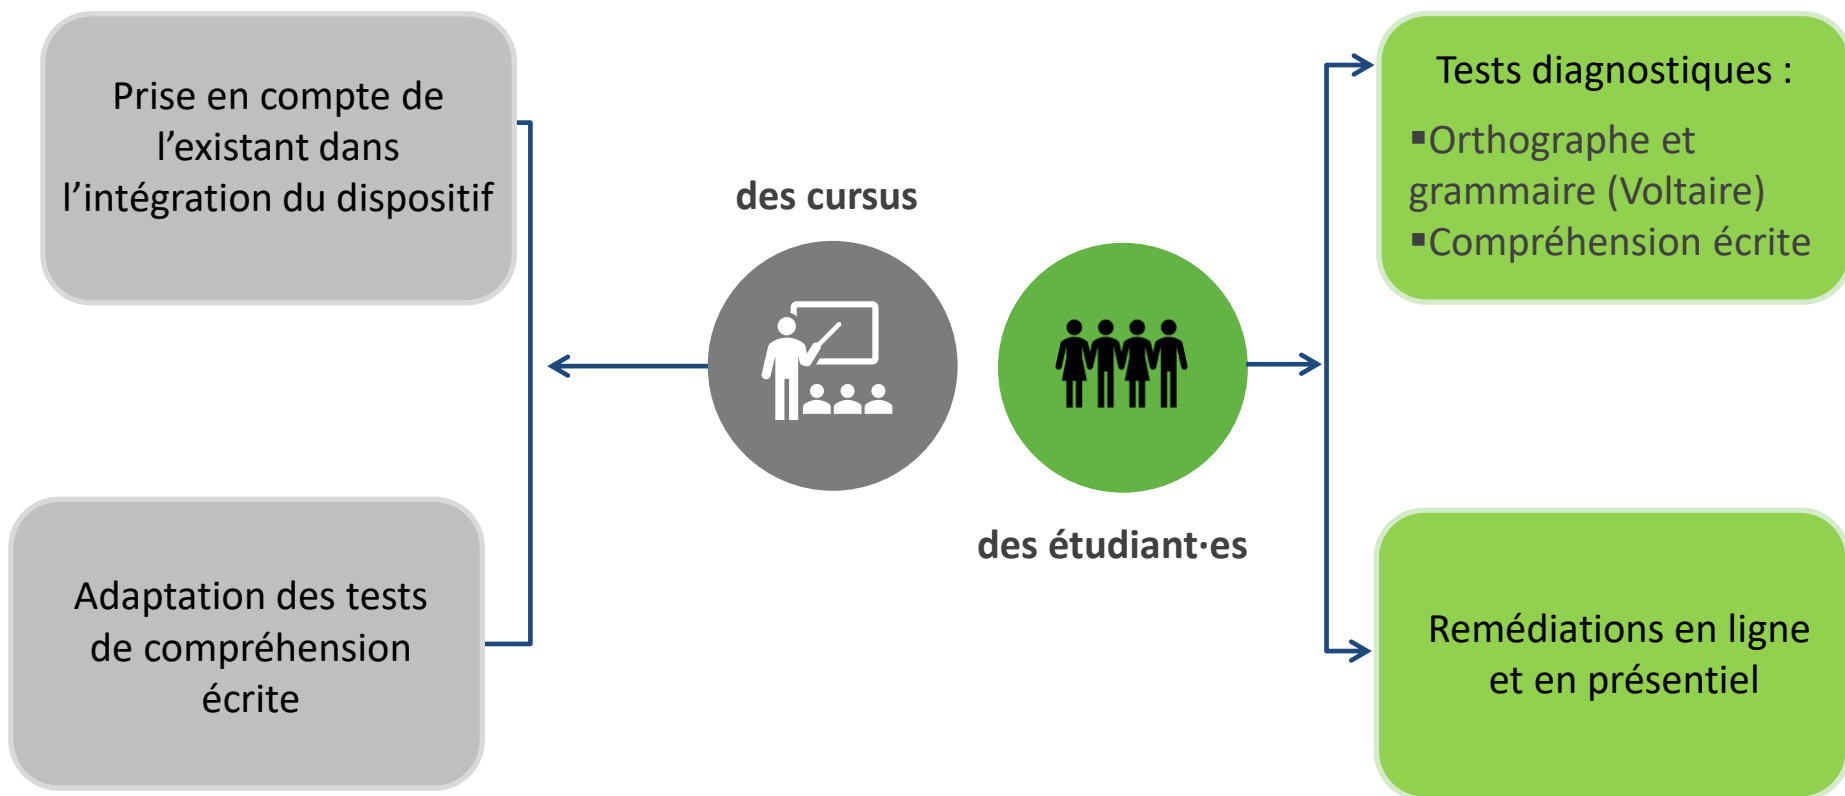 Prise en compte de
l’existant dans
l’intégration du dispositif
Adaptation des tests
de compréhension
écrite
des cursus
des étudiant·es
Tests diagnostiques :
▪Orthographe et
grammaire (Voltaire)
▪Compréhension écrite
Remédiations en ligne
et en présentiel